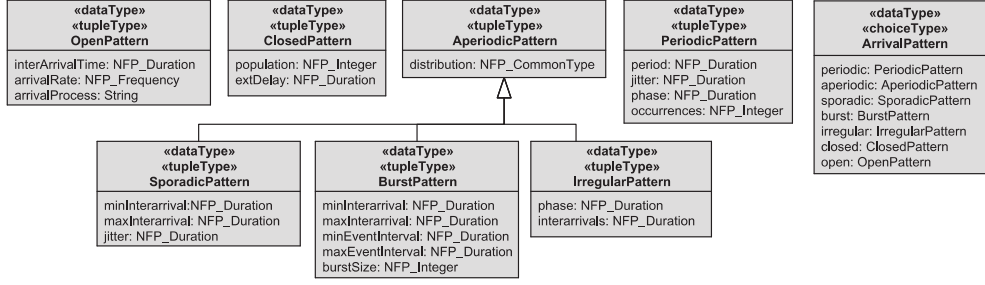 «dataType»
«tupleType»
OpenPattern
interArrivalTime: NFP_Duration
arrivalRate: NFP_Frequency
arrivalProcess: String
«dataType»
«tupleType»
ClosedPattern
population: NFP_Integer
extDelay: NFP_Duration
«dataType»
«tupleType»
AperiodicPattern
distribution: NFP_CommonType
«dataType»
«tupleType»
PeriodicPattern
period: NFP_Duration
jitter: NFP_Duration
phase: NFP_Duration
occurrences: NFP_Integer
«dataType»
«choiceType»
ArrivalPattern
periodic: PeriodicPattern
aperiodic: AperiodicPattern
sporadic: SporadicPattern
burst: BurstPattern
irregular: IrregularPattern
closed: ClosedPattern
open: OpenPattern
«dataType»
«tupleType»
SporadicPattern
minInterarrival:NFP_Duration
maxInterarrival: NFP_Duration
jitter: NFP_Duration
«dataType»
«tupleType»
BurstPattern
minInterarrival: NFP_Duration
maxInterarrival: NFP_Duration
minEventInterval: NFP_Duration
maxEventInterval: NFP_Duration
burstSize: NFP_Integer
«dataType»
«tupleType»
IrregularPattern
phase: NFP_Duration
interarrivals: NFP_Duration